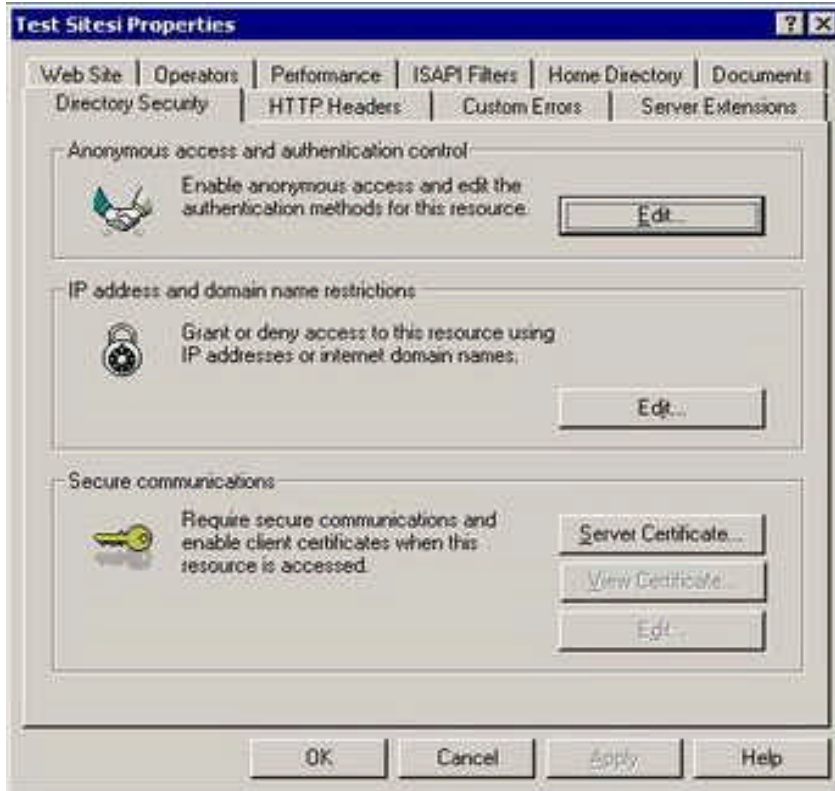 Test Sitesi Properties
Web Site
Operators
Performance
ISAPI Filters
Home Directory
Documents
Directory Security
HTTP Headers
Custom Errors
Server Extensions
Anonymous access and authentication control
Enable anonymous access and edit the
authentication methods for this resource.
Edit...
IP address and domain name restrictions
Grant or deny access to this resource using
IP addresses or internet domain names.
Edit...
Secure communications
Require secure communications and
enable client certificates when this
resource is accessed.
Server Certificate...
View Certificate...
Edit...
OK
Cancel
Apply
Help